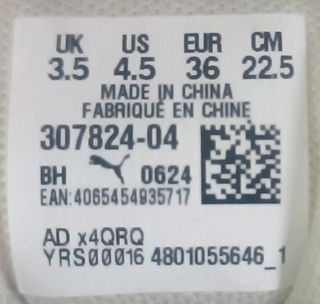 UK US EUR CM
3.5 4.5 36 22.5
MADE IN CHINA
FABRIQUÉ EN CHINE
307824-04
BH 0624
EAN:4065454935717
AD x4QRQ
YRS00016 4801055646_1